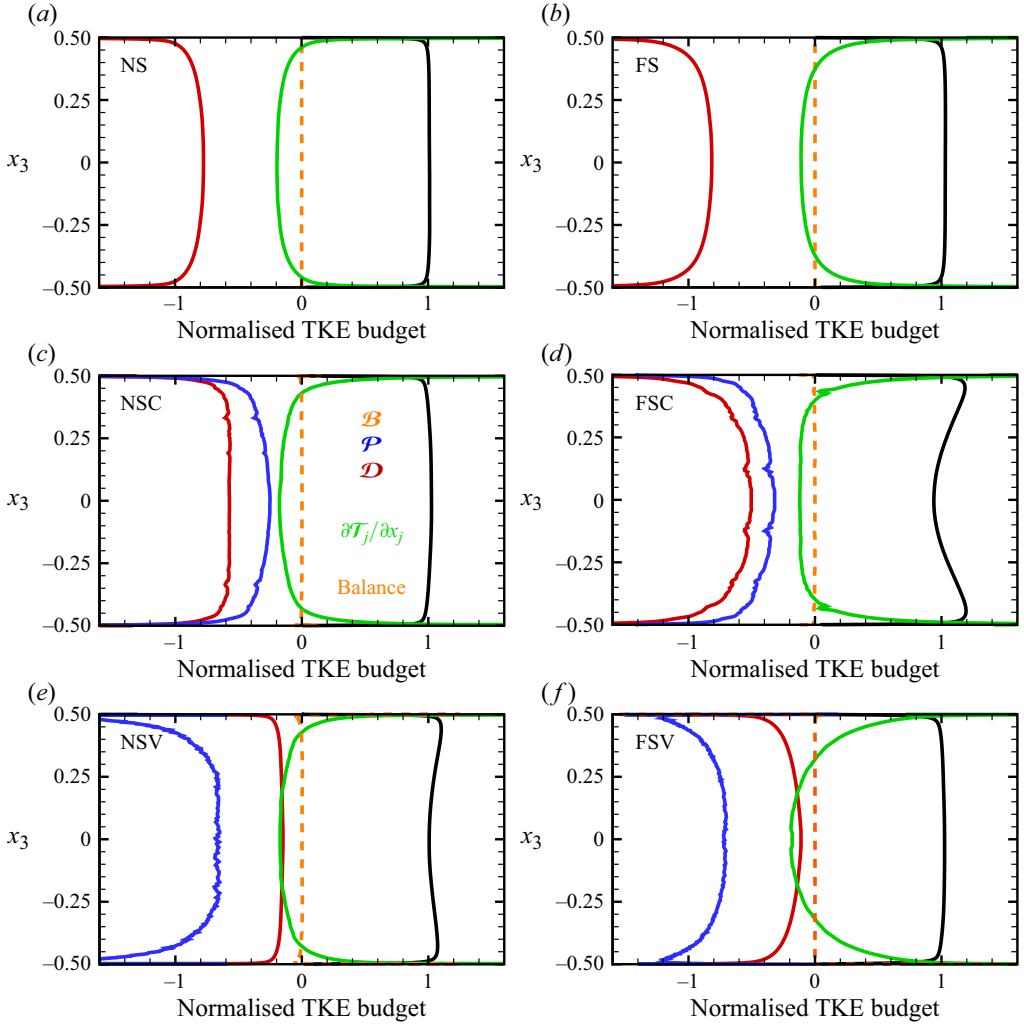 (a)
(b)
0.50
0.25
0
–0.25
–0.50
x3
NS
–1
0
1
Normalised TKE budget
0.50
0.25
0
–0.25
–0.50
x3
FS
–1
0
1
Normalised TKE budget
(c)
(d)
0.50
0.25
0
–0.25
–0.50
x3
NSC
ℬ
𝒫
𝒟
∂𝒯j/∂xj
Balance
–1
0
1
Normalised TKE budget
0.50
0.25
0
–0.25
–0.50
x3
FSC
–1
0
1
Normalised TKE budget
(e)
(f)
0.50
0.25
0
–0.25
–0.50
x3
NSV
–1
0
1
Normalised TKE budget
0.50
0.25
0
–0.25
–0.50
x3
FSV
–1
0
1
Normalised TKE budget